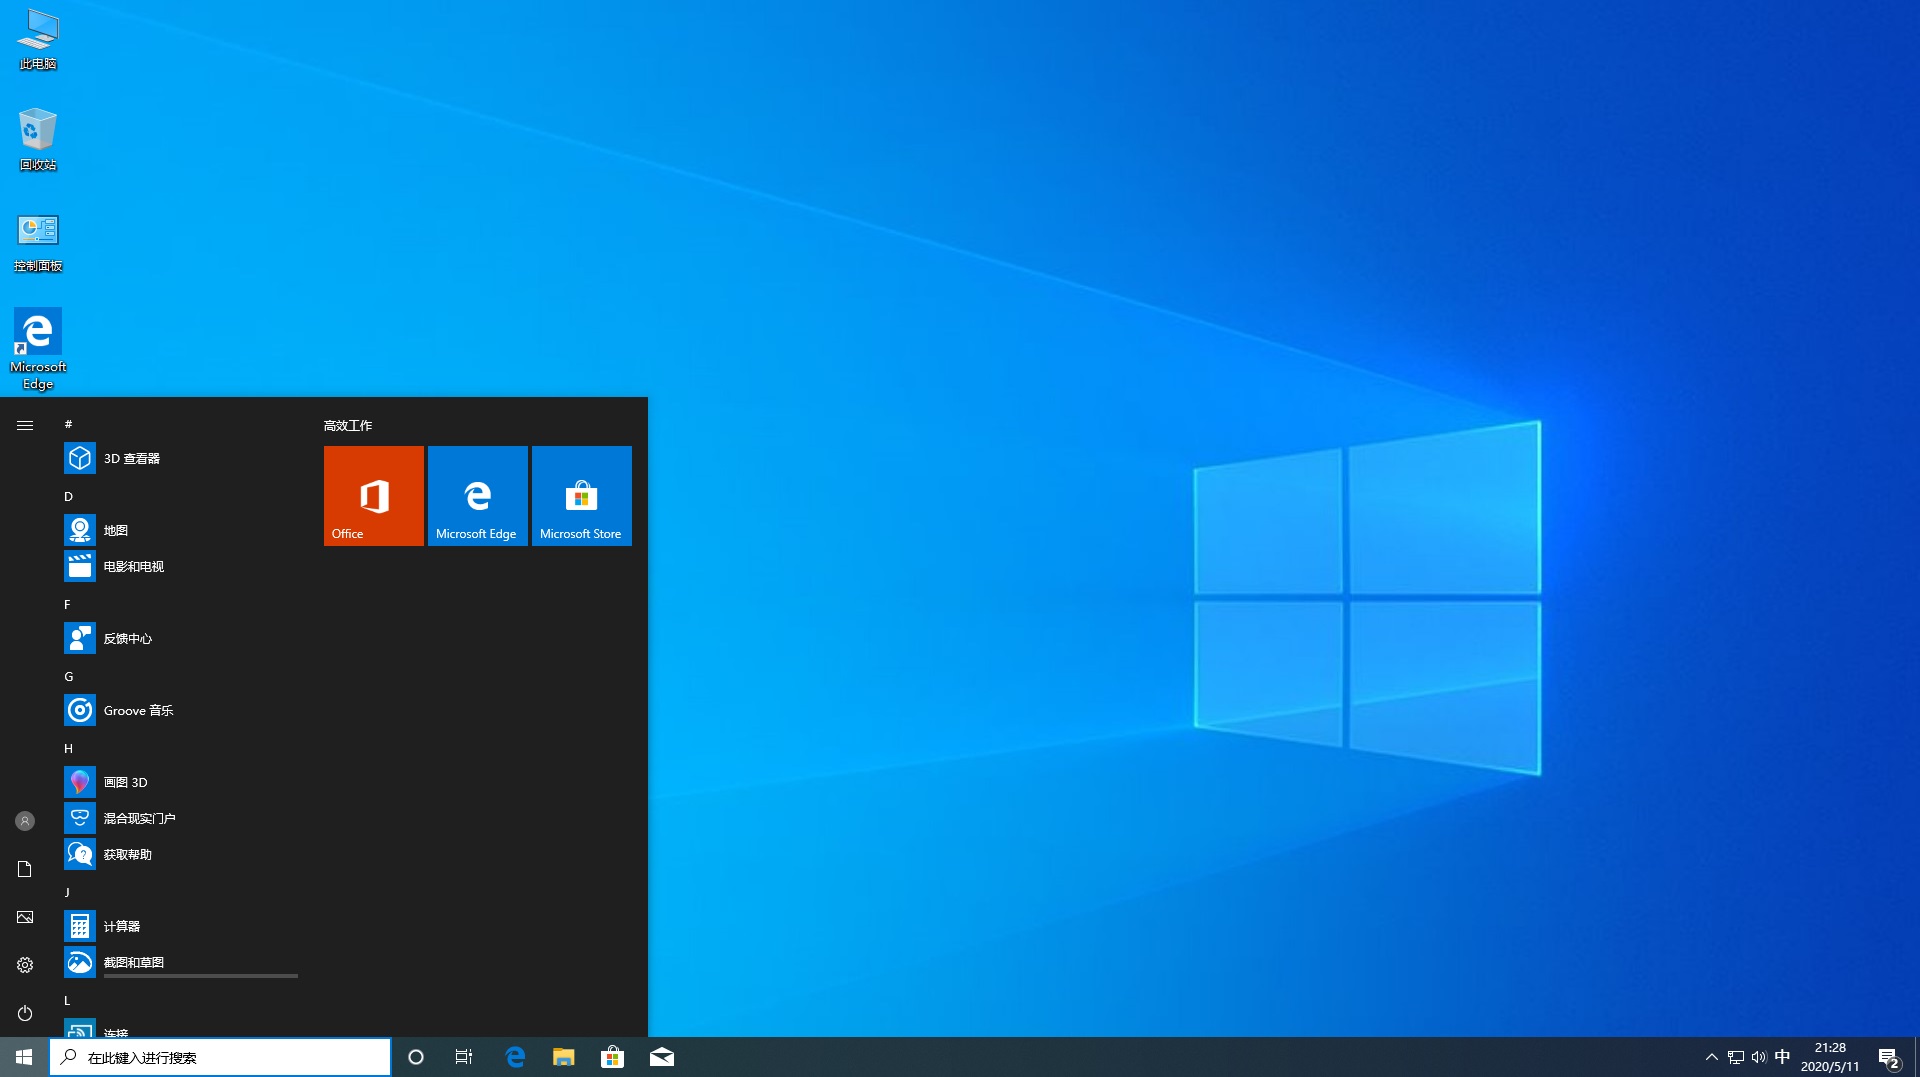 此电脑
回收站
控制面板
Microsoft
Edge
#
3D 查看器
D
地图
电影和电视
F
反馈中心
G
Groove 音乐
H
画图 3D
混合现实门户
获取帮助
J
计算器
截图和草图
L
连接
高效工作
Office
Microsoft Edge
Microsoft Store
在此键入进行搜索
中
21:28
2020/5/11
2